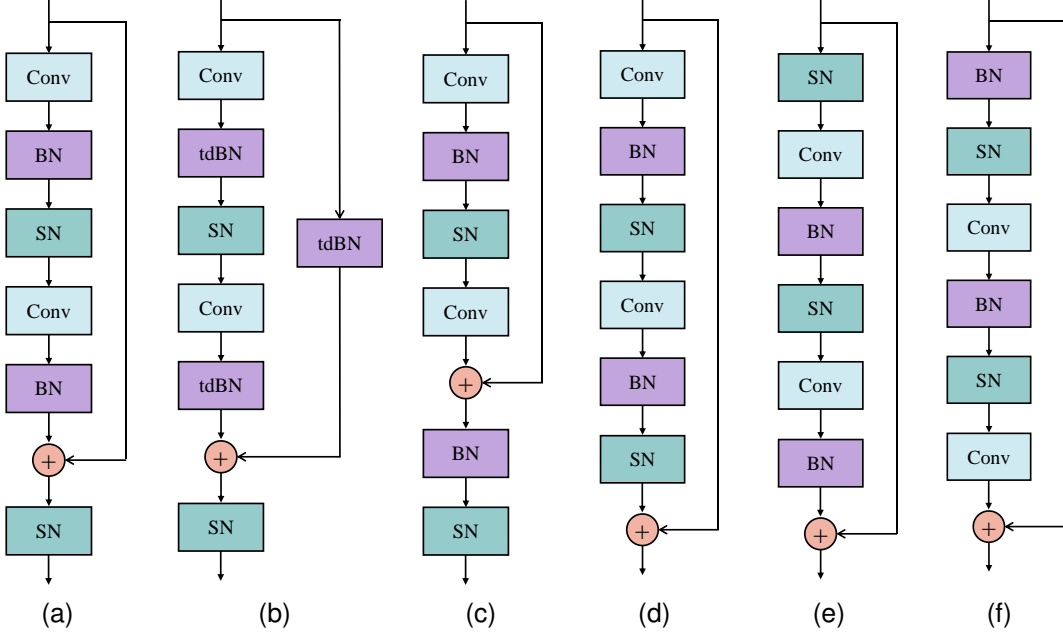 Conv
BN
SN
Conv
BN
+
SN
(a)
Conv
tdBN
SN
Conv
tdBN
tdBN
+
SN
(b)
Conv
BN
SN
Conv
+
BN
SN
(c)
Conv
BN
SN
Conv
BN
SN
+
(d)
SN
Conv
BN
SN
Conv
BN
+
(e)
BN
SN
Conv
BN
SN
Conv
+
(f)